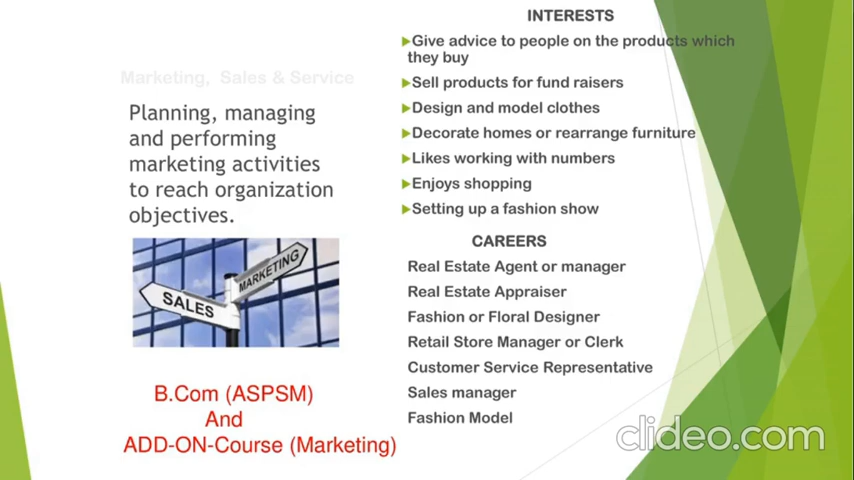 Marketing, Sales & Service
Planning, managing
and performing
marketing activities
to reach organization
objectives.
SALES
MARKETING
B.Com (ASPSM)
And
ADD-ON-Course (Marketing)
INTERESTS
Give advice to people on the products which
they buy
Sell products for fund raisers
Design and model clothes
Decorate homes or rearrange furniture
Likes working with numbers
Enjoys shopping
Setting up a fashion show
CAREERS
Real Estate Agent or manager
Real Estate Appraiser
Fashion or Floral Designer
Retail Store Manager or Clerk
Customer Service Representative
Sales manager
Fashion Model
clideo.com